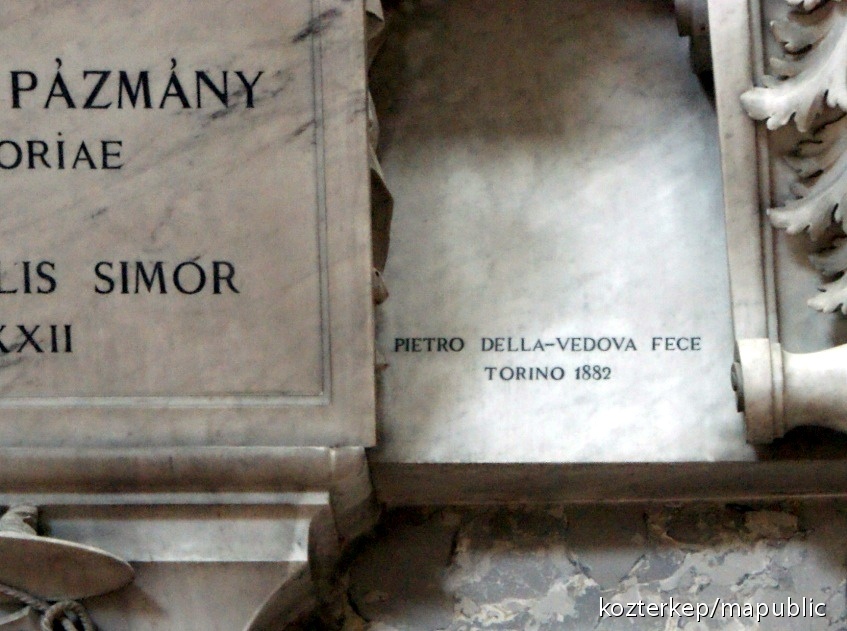 PÁZMÁNY
ORIAE
LIS SIMOR
XXII
PIETRO DELLA-VEDOVA FECE
TORINO 1882
kozterkep/mapublic